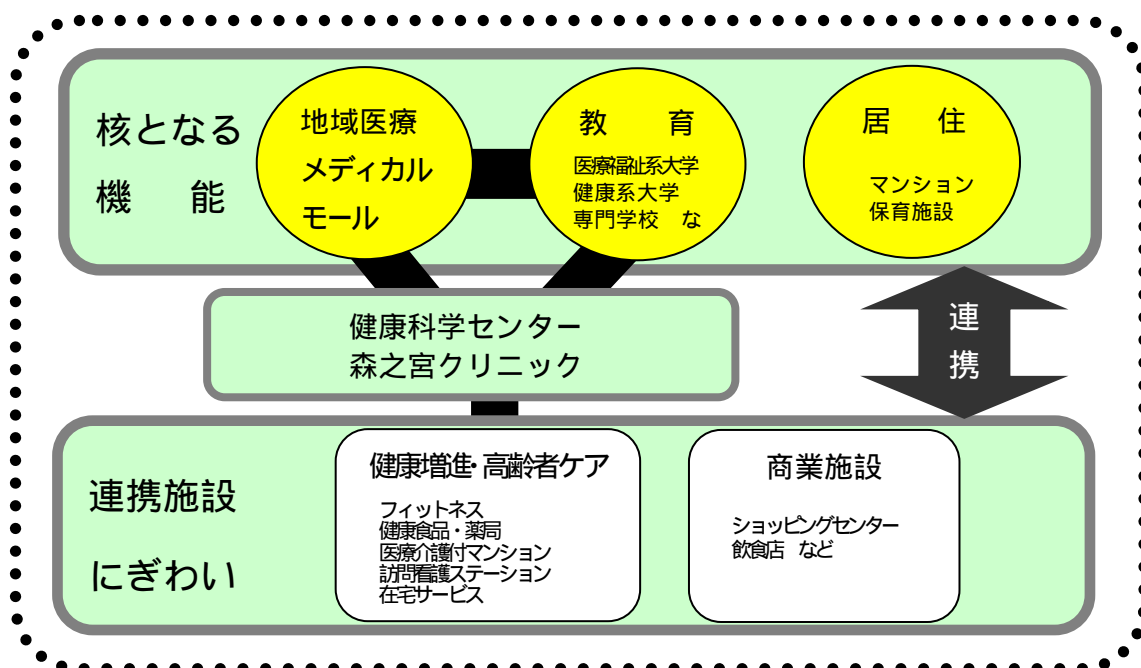 核となる
機　能
地域医療
メディカル
モール
教　育
医療福祉系大学
健康系大学
専門学校　な
居　住
マンション
保育施設
健康科学センター
森之宮クリニック
連
携
連携施設
にぎわい
健康増進・高齢者ケア
フィットネス
健康食品・薬局
医療介護付マンション
訪問看護ステーション
在宅サービス
商業施設
ショッピングセンター
飲食店　など